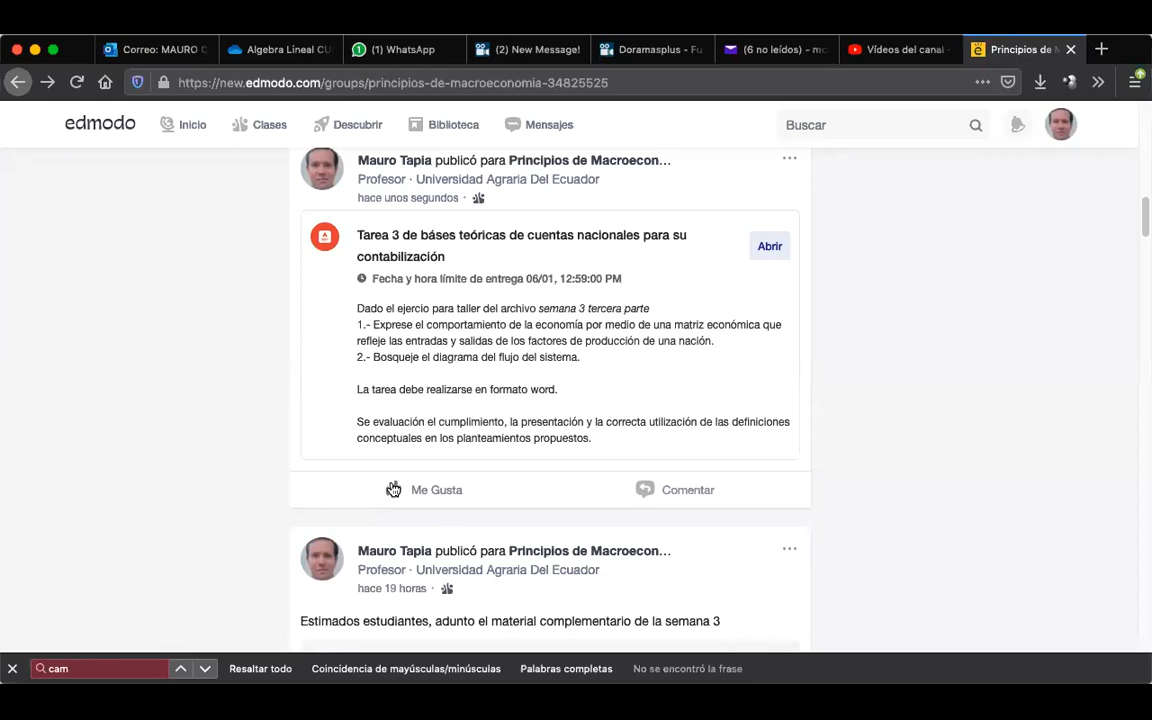 Correo: MAURO
Algebra Lineal CU
(1) WhatsApp
(2) New Message!
Doramasplus - Fu
(6 no leídos) - mc
Vídeos del canal
Principios de
https://new.edmodo.com/groups/principios-de-macroeconomia-34825525
edmodo
Inicio
Clases
Descubrir
Biblioteca
Mensajes
Buscar
Mauro Tapia publicó para Principios de Macroecon...
Profesor · Universidad Agraria Del Ecuador
hace unos segundos ·
Tarea 3 de báses teóricas de cuentas nacionales para su
contabilización
Abrir
Fecha y hora límite de entrega 06/01, 12:59:00 PM
Dado el ejercio para taller del archivo semana 3 tercera parte
1.- Exprese el comportamiento de la economía por medio de una matriz económica que
refleje las entradas y salidas de los factores de producción de una nación.
2.- Bosqueje el diagrama del flujo del sistema.
La tarea debe realizarse en formato word.
Se evaluación el cumplimiento, la presentación y la correcta utilización de las definiciones
conceptuales en los planteamientos propuestos.
Me Gusta
Comentar
Mauro Tapia publicó para Principios de Macroecon...
Profesor · Universidad Agraria Del Ecuador
hace 19 horas ·
Estimados estudiantes, adunto el material complementario de la semana 3
cam
Resaltar todo
Coincidencia de mayúsculas/minúsculas
Palabras completas
No se encontró la frase